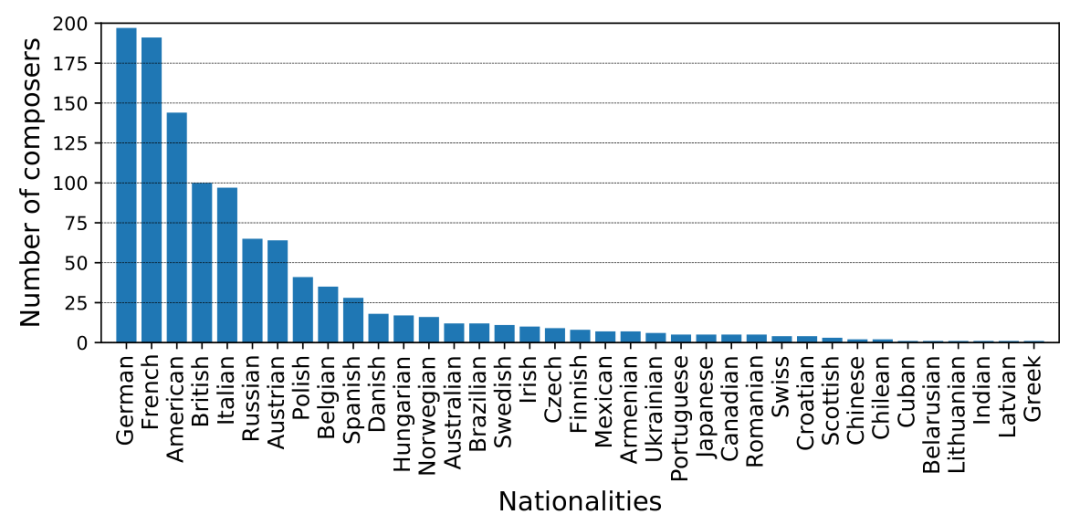 Number of composers
200
175
150
125
100
75
50
25
0
German
French
American
British
Italian
Russian
Austrian
Polish
Belgian
Spanish
Danish
Hungarian
Norwegian
Australian
Brazilian
Swedish
Irish
Czech
Finnish
Mexican
Armenian
Ukrainian
Portuguese
Japanese
Canadian
Romanian
Swiss
Croatian
Scottish
Chinese
Chilean
Cuban
Belarusian
Lithuanian
Indian
Latvian
Greek
Nationalities